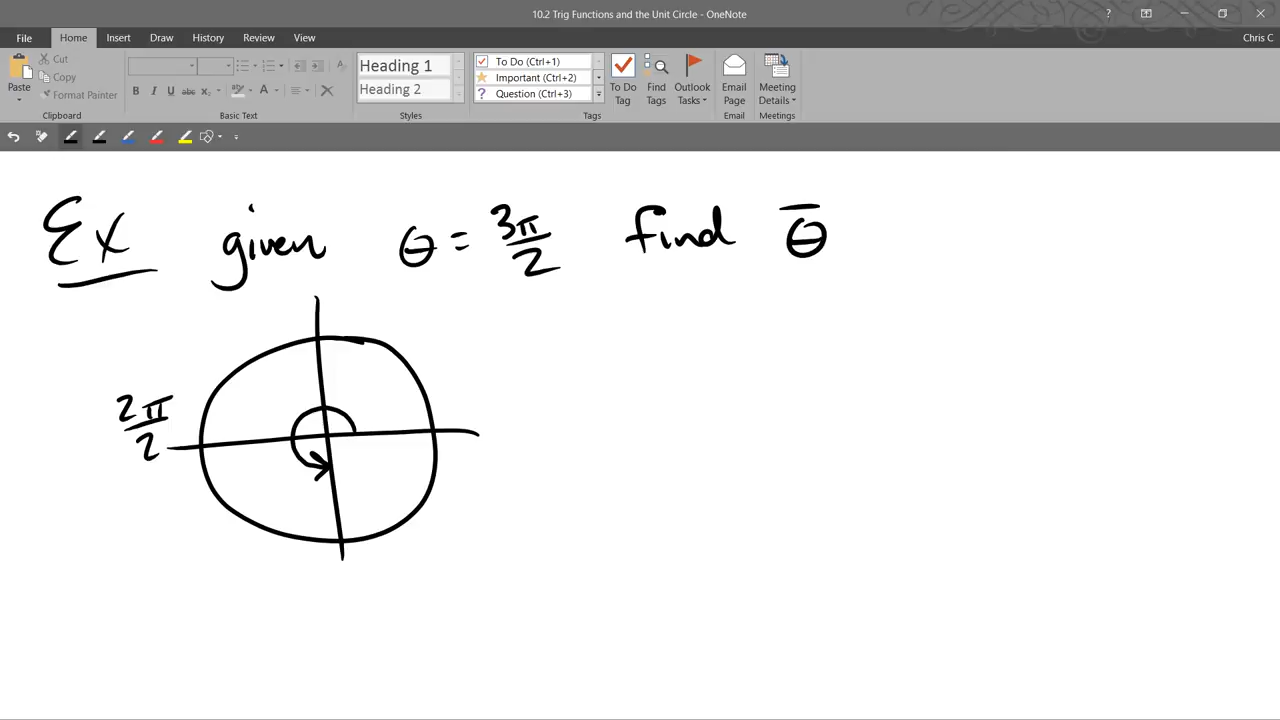 10.2 Trig Functions and the Unit Circle - OneNote
?
File Home Insert Draw History Review View
Chris C
Paste
Cut
Copy
Format Painter
Clipboard
B I U abc x₂ A
Basic Text
Heading 1
Heading 2
Styles
To Do (Ctrl+1)
Important (Ctrl+2)
? Question (Ctrl+3)
To Do Tag
Find Tags
Outlook Tasks
Tags
Email Page
Email
Meeting Details
Meetings
Ex given θ = 3π/2 find θ̅
2π/2